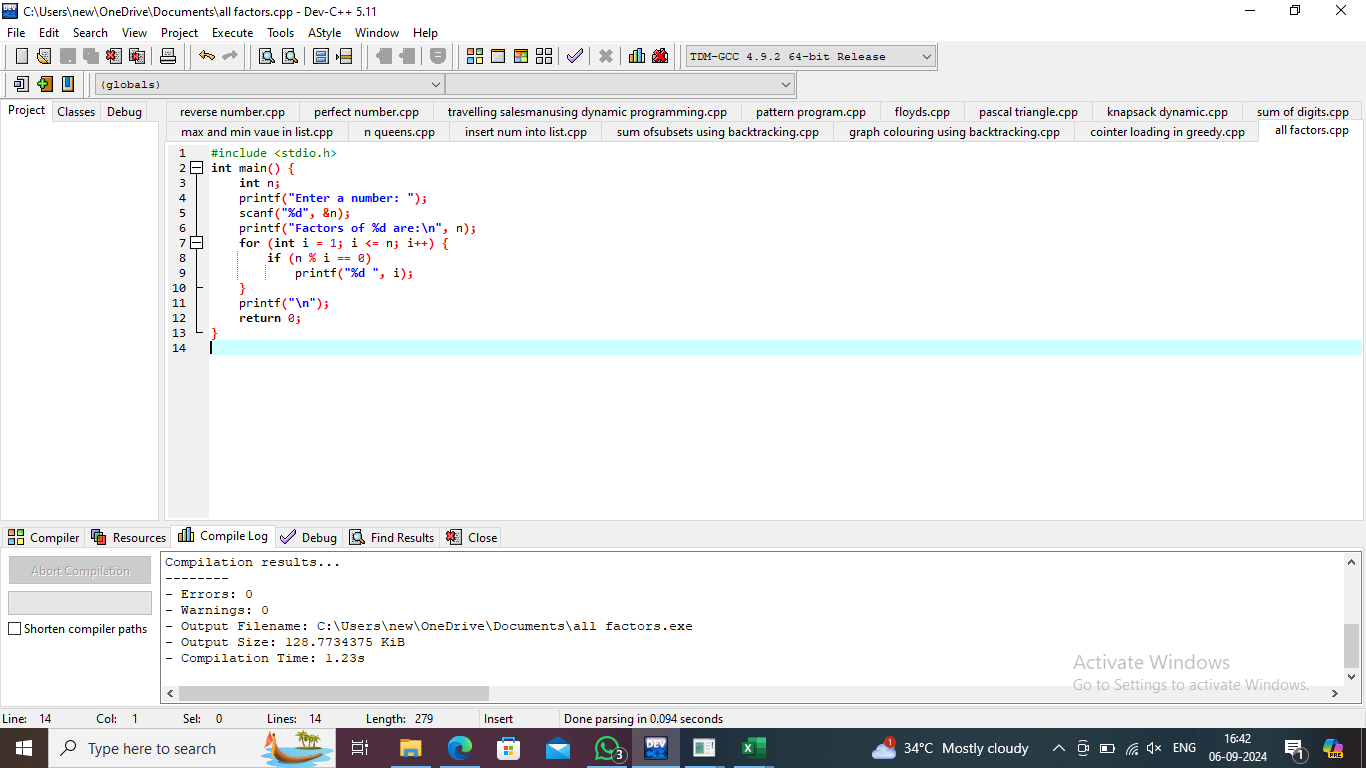 C:\Users\new\OneDrive\Documents\all factors.cpp - Dev-C++ 5.11
File Edit Search View Project Execute Tools AStyle Window Help
TDM-GCC 4.9.2 64-bit Release
(globals)
Project Classes Debug
reverse number.cpp perfect number.cpp travelling salesmanusing dynamic programming.cpp pattern program.cpp floyds.cpp pascal triangle.cpp knapsack dynamic.cpp sum of digits.cpp
max and min vaue in list.cpp n queens.cpp insert num into list.cpp sum ofsubsets using backtracking.cpp graph colouring using backtracking.cpp cointer loading in greedy.cpp all factors.cpp
1 #include <stdio.h>
2 int main() {
3 int n;
4 printf("Enter a number: ");
5 scanf("%d", &n);
6 printf("Factors of %d are:\n", n);
7 for (int i = 1; i <= n; i++) {
8 if (n % i == 0)
9 printf("%d ", i);
10 }
11 printf("\n");
12 return 0;
13 }
14
Compiler Resources Compile Log Debug Find Results Close
Abort Compilation
Shorten compiler paths
Compilation results...
--------
- Errors: 0
- Warnings: 0
- Output Filename: C:\Users\new\OneDrive\Documents\all factors.exe
- Output Size: 128.7734375 KiB
- Compilation Time: 1.23s
Activate Windows
Go to Settings to activate Windows.
Line: 14 Col: 1 Sel: 0 Lines: 14 Length: 279 Insert Done parsing in 0.094 seconds
Type here to search
3
DEV
1
34°C Mostly cloudy
ENG
16:42
06-09-2024
1
PRE